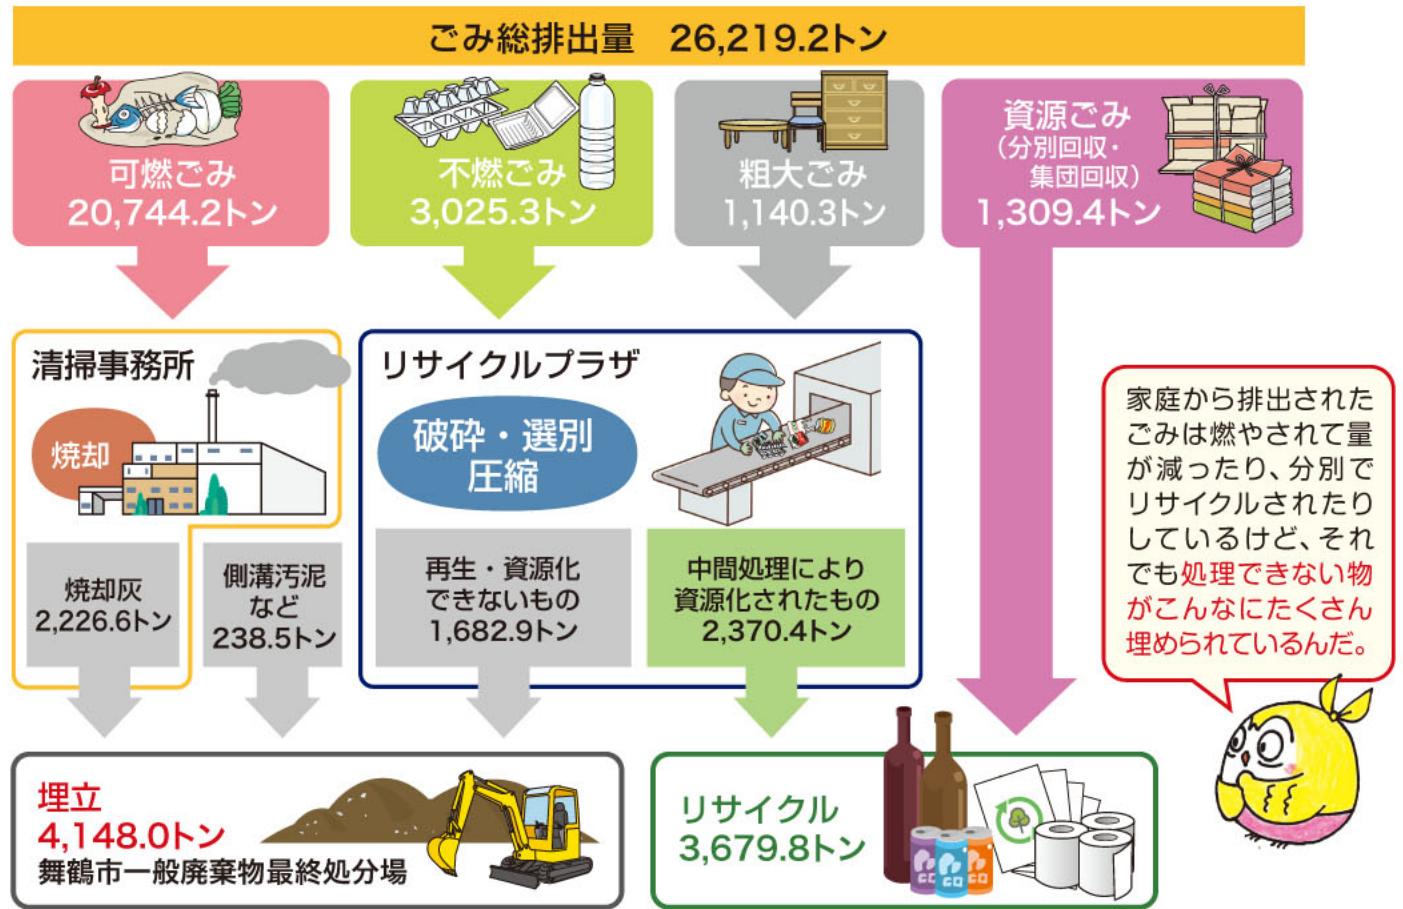 ごみ総排出量　26,219.2トン
可燃ごみ
20,744.2トン
不燃ごみ
3,025.3トン
粗大ごみ
1,140.3トン
資源ごみ
（分別回収・
集団回収）
1,309.4トン
清掃事務所
焼却
焼却灰
2,226.6トン
側溝汚泥
など
238.5トン
リサイクルプラザ
破砕・選別
圧縮
再生・資源化
できないもの
1,682.9トン
中間処理により
資源化されたもの
2,370.4トン
家庭から排出された
ごみは燃やされて量
が減ったり、分別で
リサイクルされたり
しているけど、それ
でも処理できない物
がこんなにたくさん
埋められているんだ。
埋立
4,148.0トン
舞鶴市一般廃棄物最終処分場
リサイクル
3,679.8トン